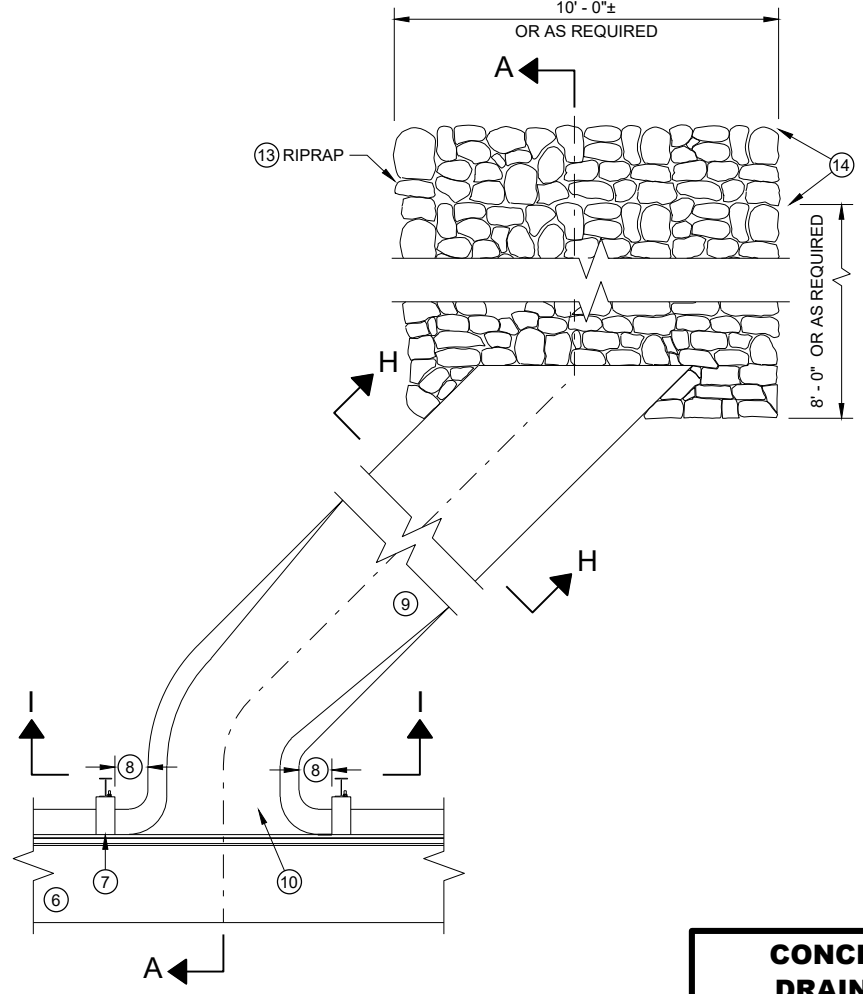 10' - 0"±
OR AS REQUIRED
A
13 RIPRAP
14
8' - 0" OR AS REQUIRED
H
H
9
I
I
8
8
7
10
6
A
DRAIN